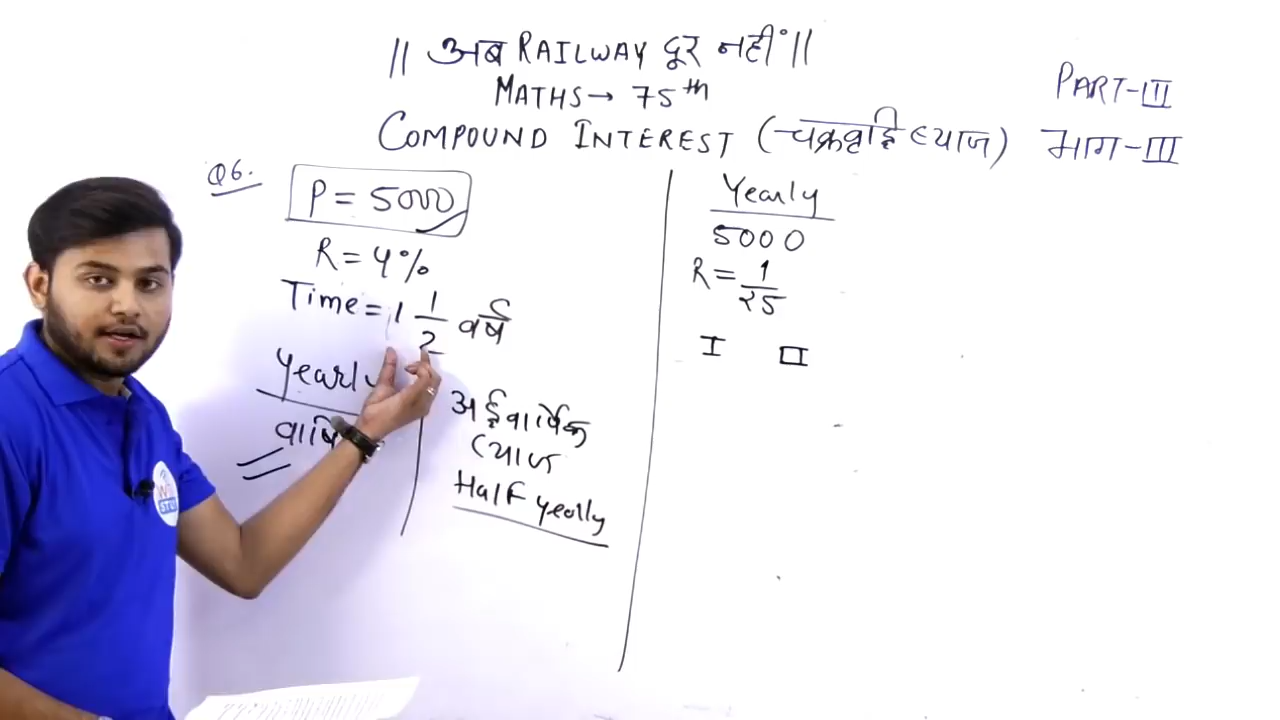 || अब RAILWAY दूर नहीं ||
MATHS → 75th
COMPOUND INTEREST (चक्रवृद्धि ब्याज)
PART-III
भाग-III
Q6.
P = 5000
R = 4%
Time = 1 1/2 वर्ष
Yearly
वार्षि
अर्द्धवार्षिक
ब्याज
Half yearly
Yearly
5000
R = 1/25
I II